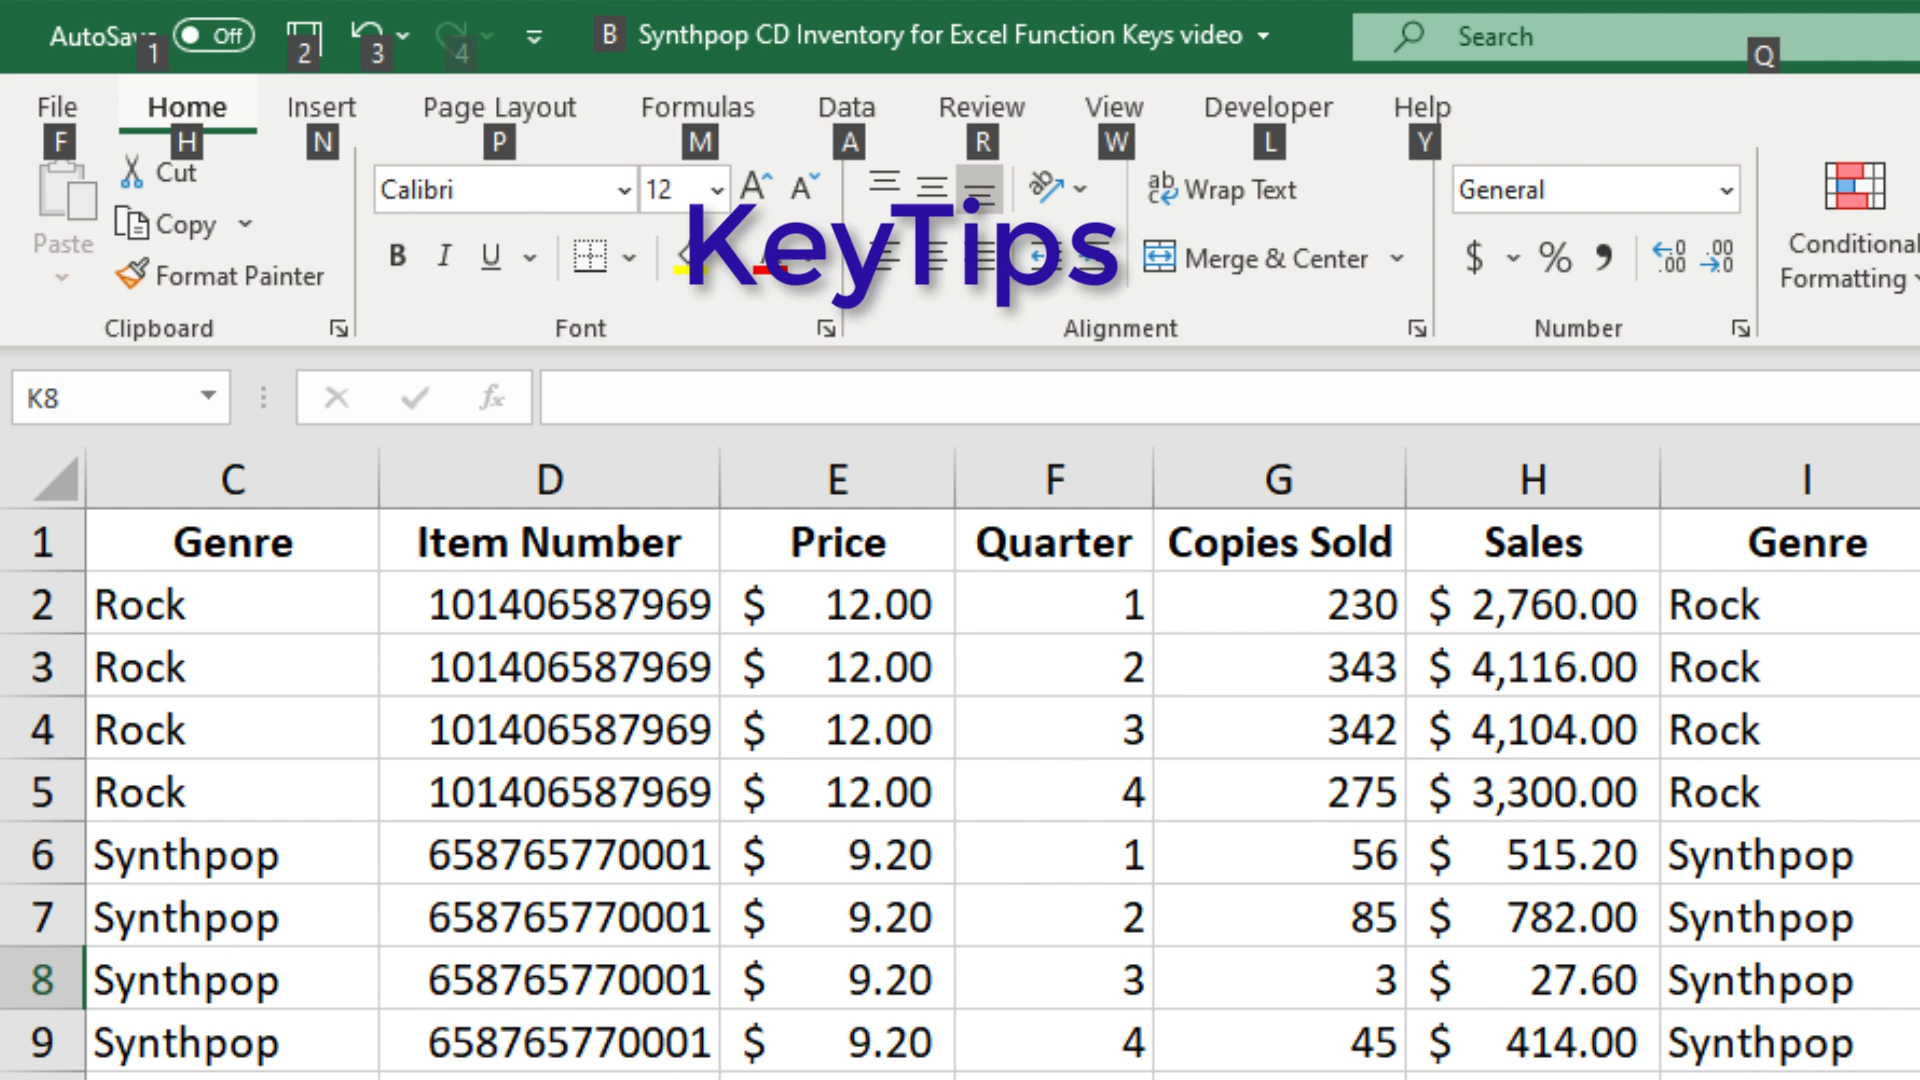 AutoSave Off Synthpop CD Inventory for Excel Function Keys video Search
1 2 3 4 B Q
File Home Insert Page Layout Formulas Data Review View Developer Help
F H N P M A R W L Y
Cut
Copy
Paste
Format Painter
Clipboard
Calibri 12
B I U
Font
KeyTips
Wrap Text
Merge & Center
Alignment
General
$ % , ←0 .00 .00 →0
Number
Conditional
Formatting
K8 fx
C D E F G H I
1 Genre Item Number Price Quarter Copies Sold Sales Genre
2 Rock 101406587969 $ 12.00 1 230 $ 2,760.00 Rock
3 Rock 101406587969 $ 12.00 2 343 $ 4,116.00 Rock
4 Rock 101406587969 $ 12.00 3 342 $ 4,104.00 Rock
5 Rock 101406587969 $ 12.00 4 275 $ 3,300.00 Rock
6 Synthpop 658765770001 $ 9.20 1 56 $ 515.20 Synthpop
7 Synthpop 658765770001 $ 9.20 2 85 $ 782.00 Synthpop
8 Synthpop 658765770001 $ 9.20 3 3 $ 27.60 Synthpop
9 Synthpop 658765770001 $ 9.20 4 45 $ 414.00 Synthpop